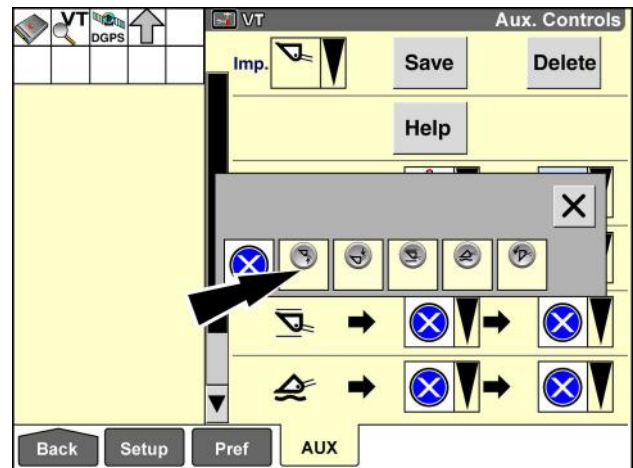 VT
DGPS
VT Aux. Controls
Imp. Save Delete
Help
Back Setup Pref AUX